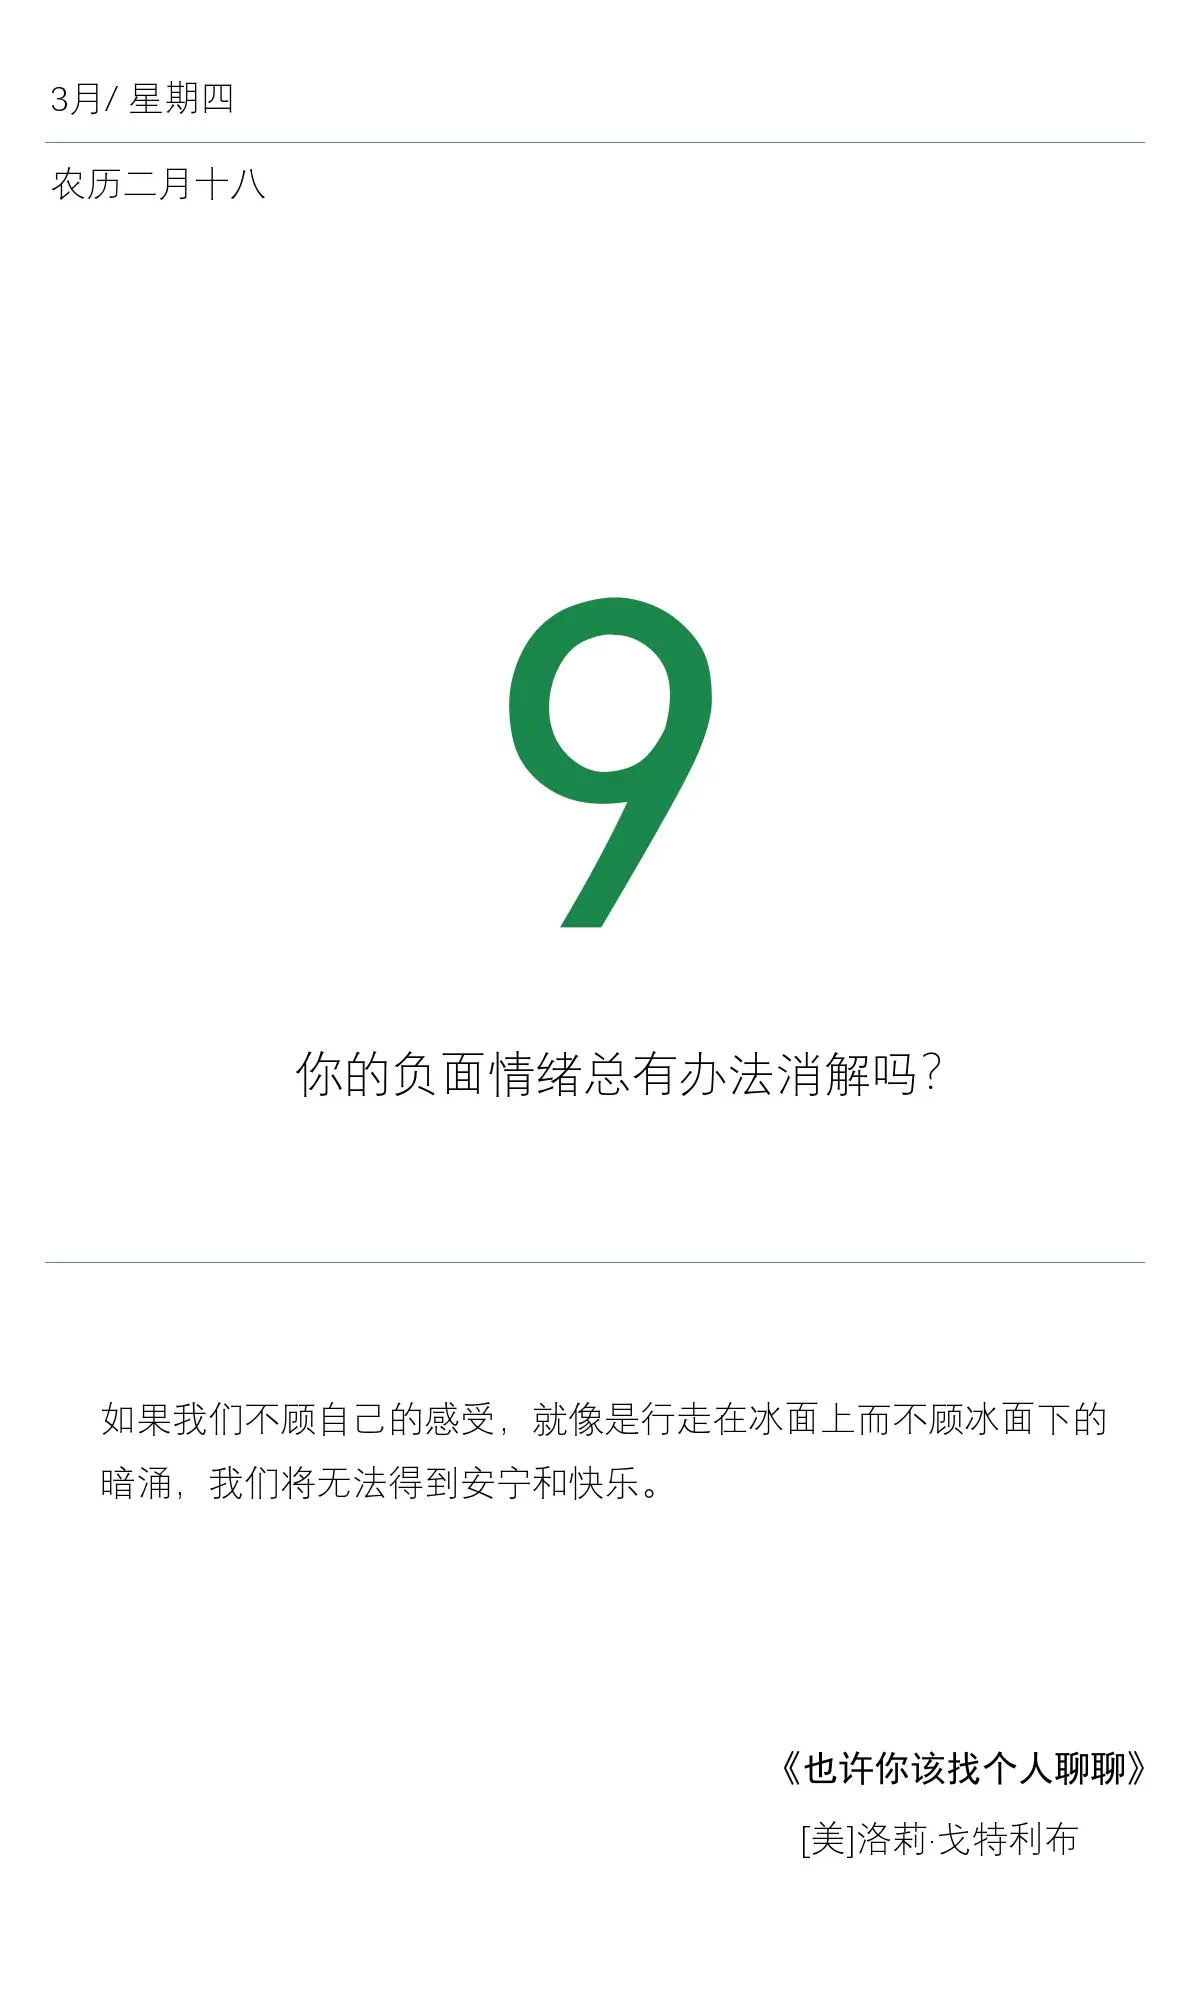 3月/ 星期四
农历二月十八
9
你的负面情绪总有办法消解吗？
如果我们不顾自己的感受，就像是行走在冰面上而不顾冰面下的
暗涌，我们将无法得到安宁和快乐。
《也许你该找个人聊聊》
[美]洛莉·戈特利布